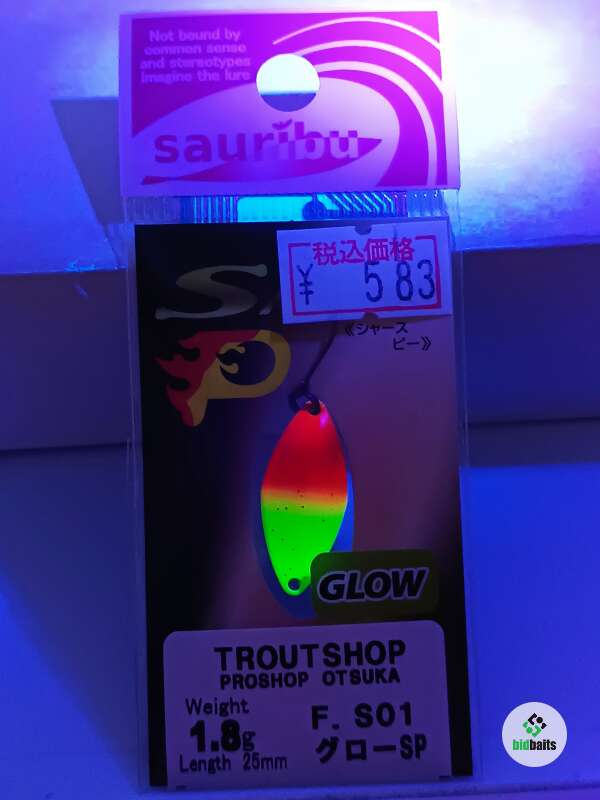 Not bound by
common sense
and stereotypes
Imagine the lure
sauribu
税込価格
¥ 583
S
P
《シャース
ピー》
GLOW
TROUTSHOP
PROSHOP OTSUKA
Weight
1.8g
Length 25mm
F. S01
グローSP
bidbaits